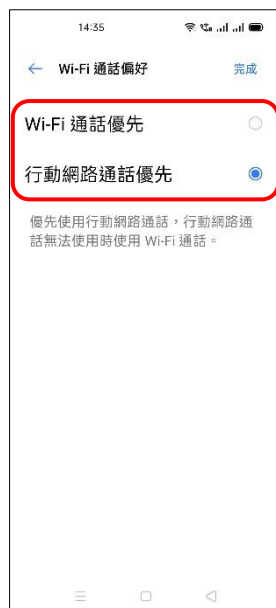 14:35
Wi-Fi 通話偏好
完成
Wi-Fi 通話優先
行動網路通話優先
優先使用行動網路通話，行動網路通
話無法使用時使用 Wi-Fi 通話。